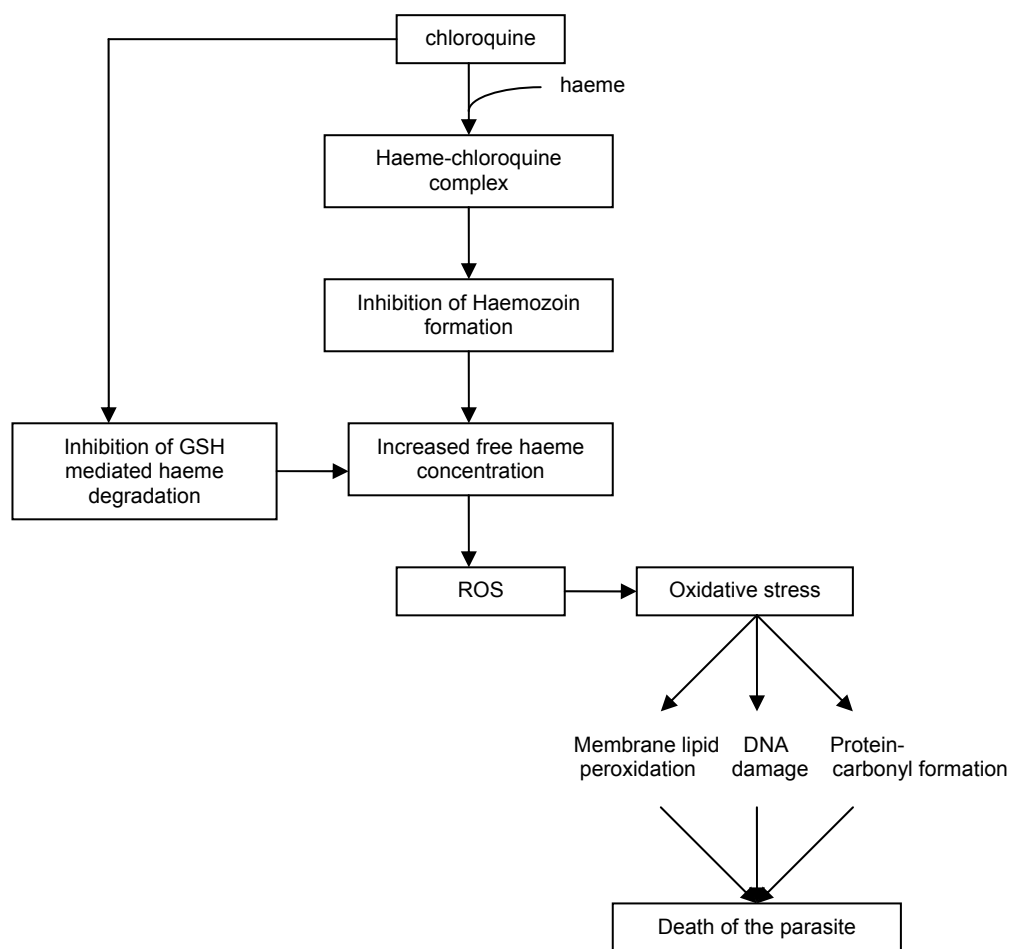 chloroquine
haeme
Haeme-chloroquine
complex
Inhibition of Haemozoin
formation
Inhibition of GSH
mediated haeme
degradation
Increased free haeme
concentration
ROS
Oxidative stress
Membrane lipid
peroxidation
DNA
damage
Protein-
carbonyl formation
Death of the parasite